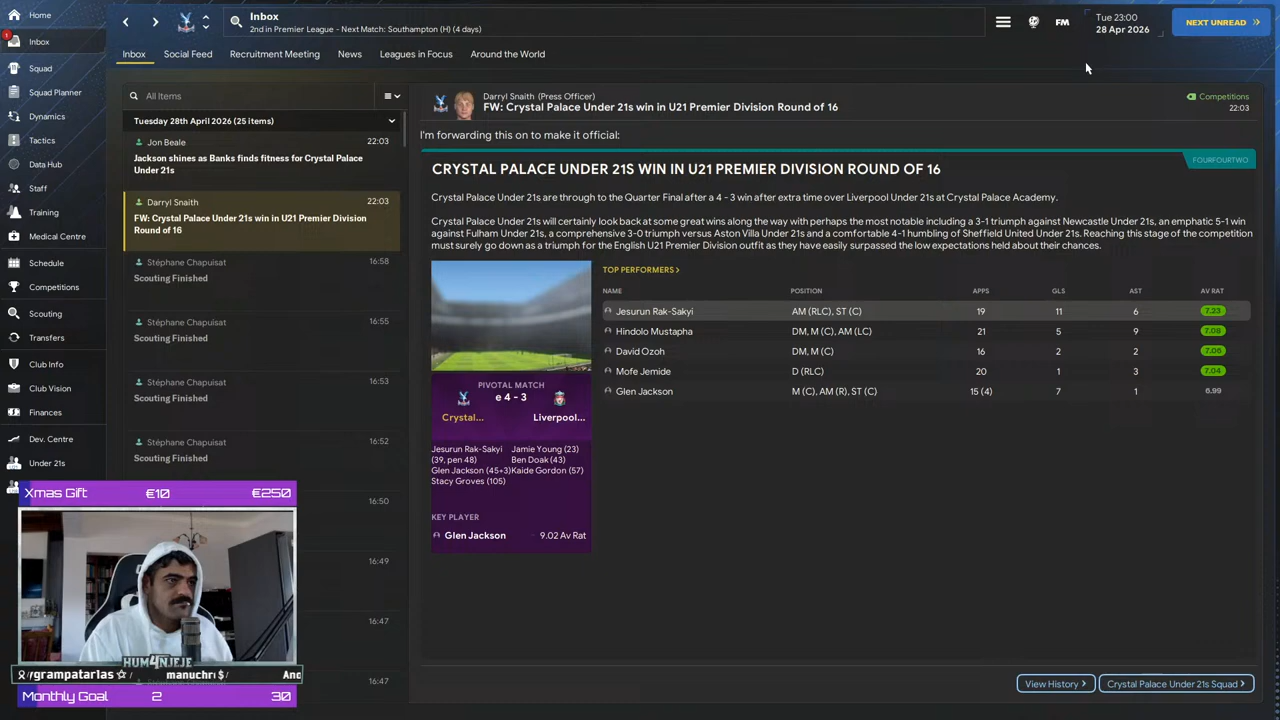 Home
1
Inbox
Squad
Squad Planner
Dynamics
Tactics
Data Hub
Staff
Training
Medical Centre
Schedule
Competitions
Scouting
Transfers
Club Info
Club Vision
Finances
Dev. Centre
Under 21s
Inbox
2nd in Premier League - Next Match: Southampton (H) (4 days)
FM
Tue 23:00
28 Apr 2026
NEXT UNREAD
Inbox
Social Feed
Recruitment Meeting
News
Leagues in Focus
Around the World
All Items
Tuesday 28th April 2026 (25 items)
Jon Beale 22:03
Jackson shines as Banks finds fitness for Crystal Palace
Under 21s
Darryl Snaith 22:03
FW: Crystal Palace Under 21s win in U21 Premier Division
Round of 16
Stéphane Chapuisat 16:58
Scouting Finished
Stéphane Chapuisat 16:55
Scouting Finished
Stéphane Chapuisat 16:53
Scouting Finished
Stéphane Chapuisat 16:52
Scouting Finished
16:50
16:49
16:47
16:47
Darryl Snaith (Press Officer)
FW: Crystal Palace Under 21s win in U21 Premier Division Round of 16
Competitions
22:03
I'm forwarding this on to make it official:
FOURFOURTWO
CRYSTAL PALACE UNDER 21S WIN IN U21 PREMIER DIVISION ROUND OF 16
Crystal Palace Under 21s are through to the Quarter Final after a 4 - 3 win after extra time over Liverpool Under 21s at Crystal Palace Academy.
Crystal Palace Under 21s will certainly look back at some great wins along the way with perhaps the most notable including a 3-1 triumph against Newcastle Under 21s, an emphatic 5-1 win
against Fulham Under 21s, a comprehensive 3-0 triumph versus Aston Villa Under 21s and a comfortable 4-1 humbling of Sheffield United Under 21s. Reaching this stage of the competition
must surely go down as a triumph for the English U21 Premier Division outfit as they have easily surpassed the low expectations held about their chances.
TOP PERFORMERS
NAME POSITION APPS GLS AST AV RAT
Jesurun Rak-Sakyi AM (RLC), ST (C) 19 11 6 7.23
Hindolo Mustapha DM, M (C), AM (LC) 21 5 9 7.08
David Ozoh DM, M (C) 16 2 2 7.06
Mofe Jemide D (RLC) 20 1 3 7.04
Glen Jackson M (C), AM (R), ST (C) 15 (4) 7 1 6.99
PIVOTAL MATCH
e 4 - 3
Crystal... Liverpool...
Jesurun Rak-Sakyi Jamie Young (23)
(39, pen 48) Ben Doak (43)
Glen Jackson (45+3) Kaide Gordon (57)
Stacy Groves (105)
KEY PLAYER
Glen Jackson - 9.02 Av Rat
View History
Crystal Palace Under 21s Squad
Xmas Gift €10 €250
HUM4NJEJE
/grampatarias / manuchri $ / Anc
Monthly Goal 2 30